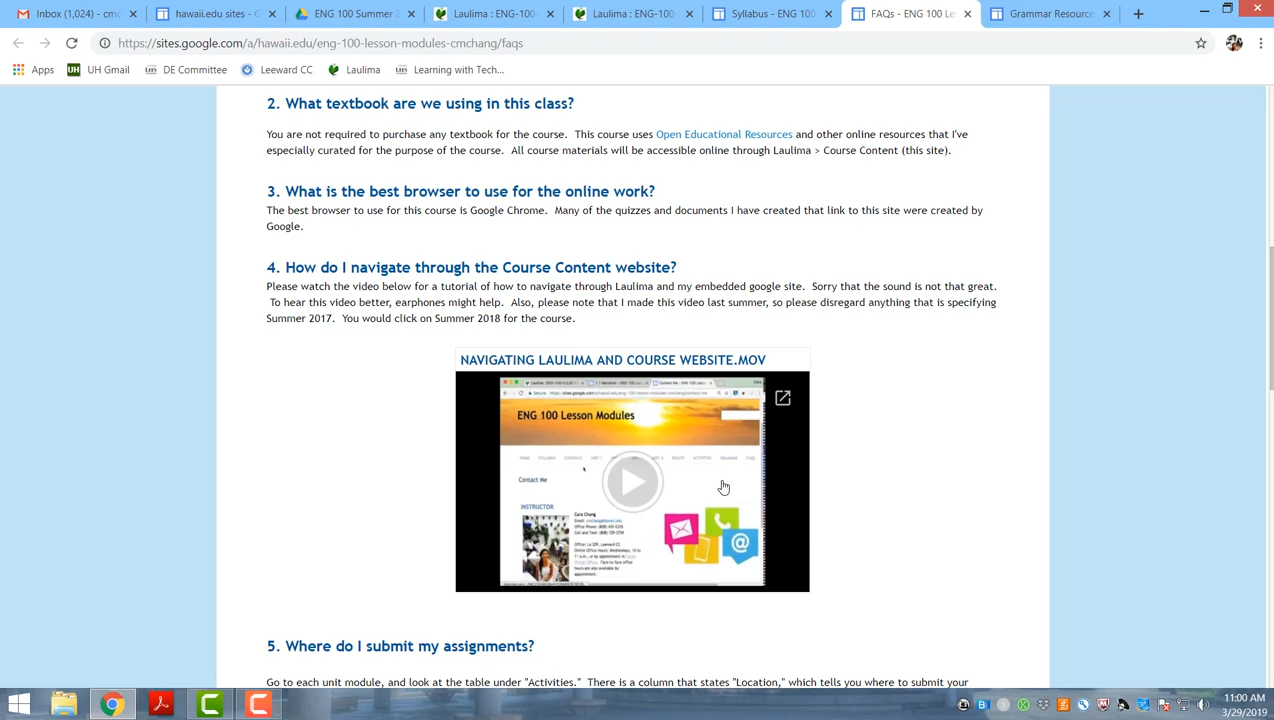 Inbox (1,024) - cmc
hawaii.edu sites - G
ENG 100 Summer 2
Laulima : ENG-100-
Laulima : ENG-100-
Syllabus - ENG 100
FAQs - ENG 100 Le
Grammar Resource
https://sites.google.com/a/hawaii.edu/eng-100-lesson-modules-cmchang/faqs
Apps UH Gmail DE Committee Leeward CC Laulima Learning with Tech...
2. What textbook are we using in this class?
You are not required to purchase any textbook for the course. This course uses Open Educational Resources and other online resources that I've
especially curated for the purpose of the course. All course materials will be accessible online through Laulima > Course Content (this site).
3. What is the best browser to use for the online work?
The best browser to use for this course is Google Chrome. Many of the quizzes and documents I have created that link to this site were created by
Google.
4. How do I navigate through the Course Content website?
Please watch the video below for a tutorial of how to navigate through Laulima and my embedded google site. Sorry that the sound is not that great.
To hear this video better, earphones might help. Also, please note that I made this video last summer, so please disregard anything that is specifying
Summer 2017. You would click on Summer 2018 for the course.
NAVIGATING LAULIMA AND COURSE WEBSITE.MOV
ENG 100 Lesson Modules
Contact Me
INSTRUCTOR
Cara Chang
5. Where do I submit my assignments?
Go to each unit module, and look at the table under "Activities." There is a column that states "Location," which tells you where to submit your
11:00 AM
3/29/2019